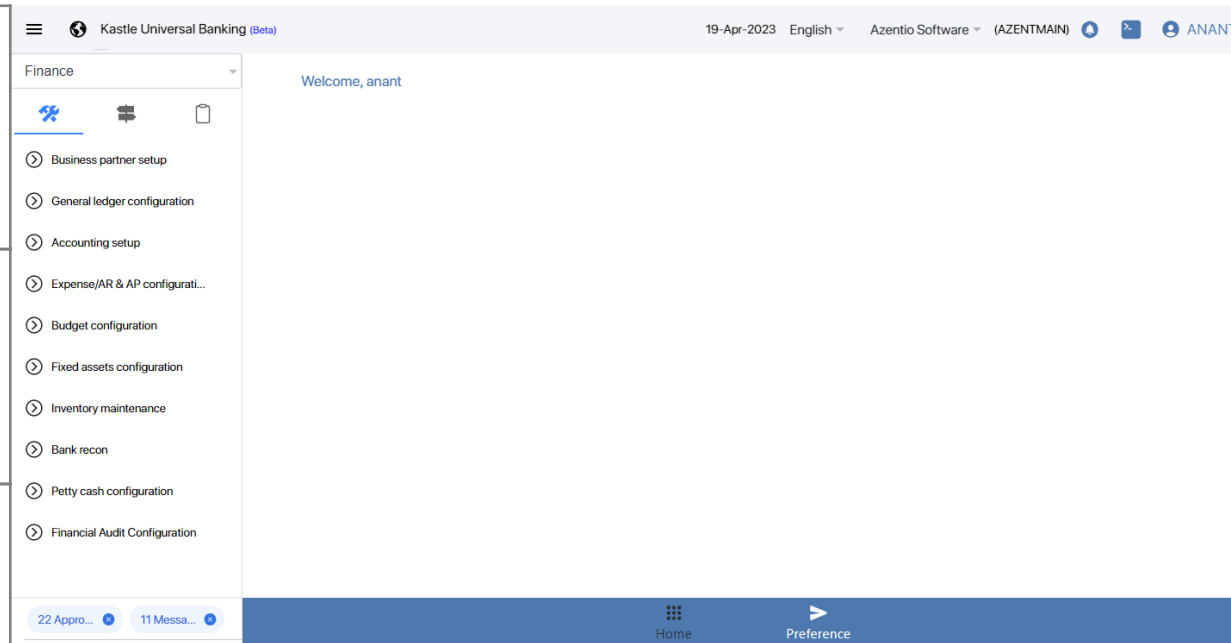 Kastle Universal Banking (Beta) 19-Apr-2023 English Azentio Software (AZENTMAIN) ANANT
Finance
Welcome, anant
Business partner setup
General ledger configuration
Accounting setup
Expense/AR & AP configurati...
Budget configuration
Fixed assets configuration
Inventory maintenance
Bank recon
Petty cash configuration
Financial Audit Configuration
22 Appro... 11 Messa...
Home Preference